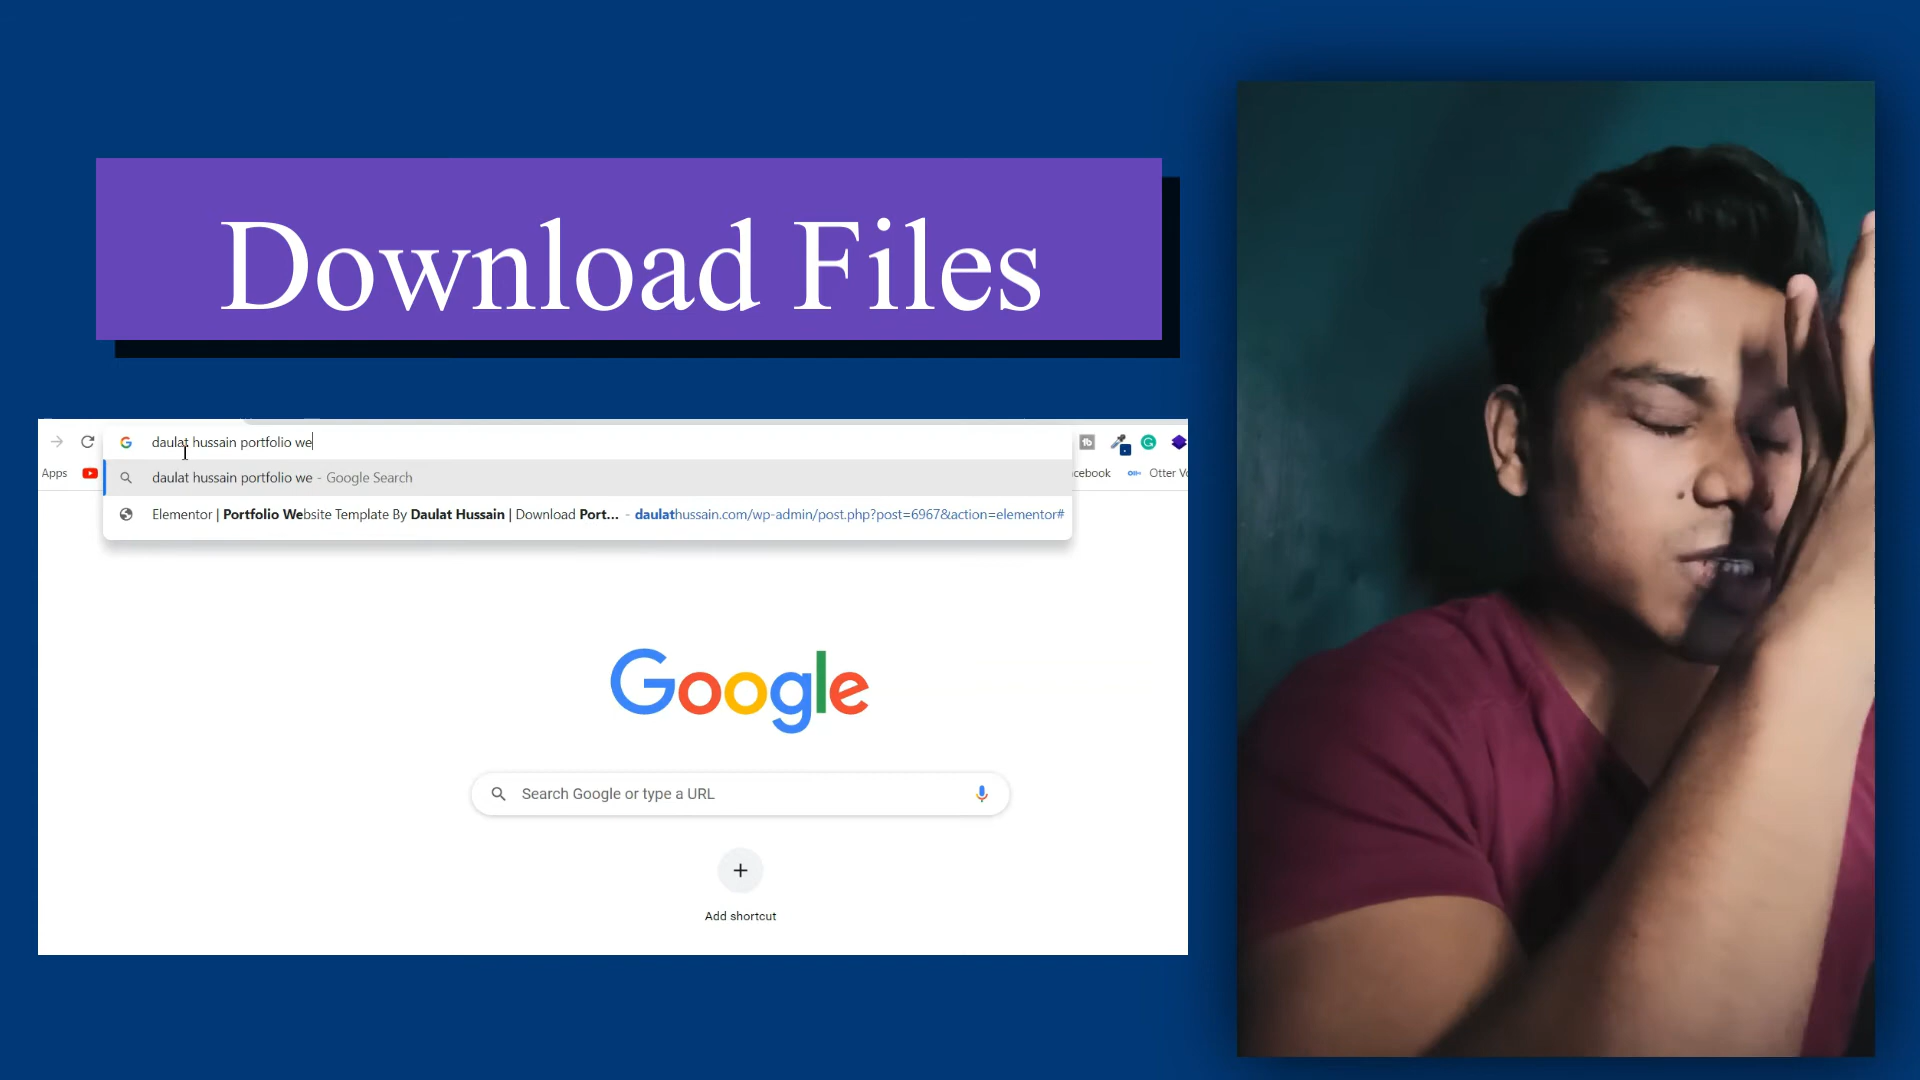 Download Files
daulat hussain portfolio we
Apps
cebook
Otter Vo
daulat hussain portfolio we - Google Search
Elementor | Portfolio Website Template By Daulat Hussain | Download Port... - daulathussain.com/wp-admin/post.php?post=6967&action=elementor#
Google
Search Google or type a URL
Add shortcut